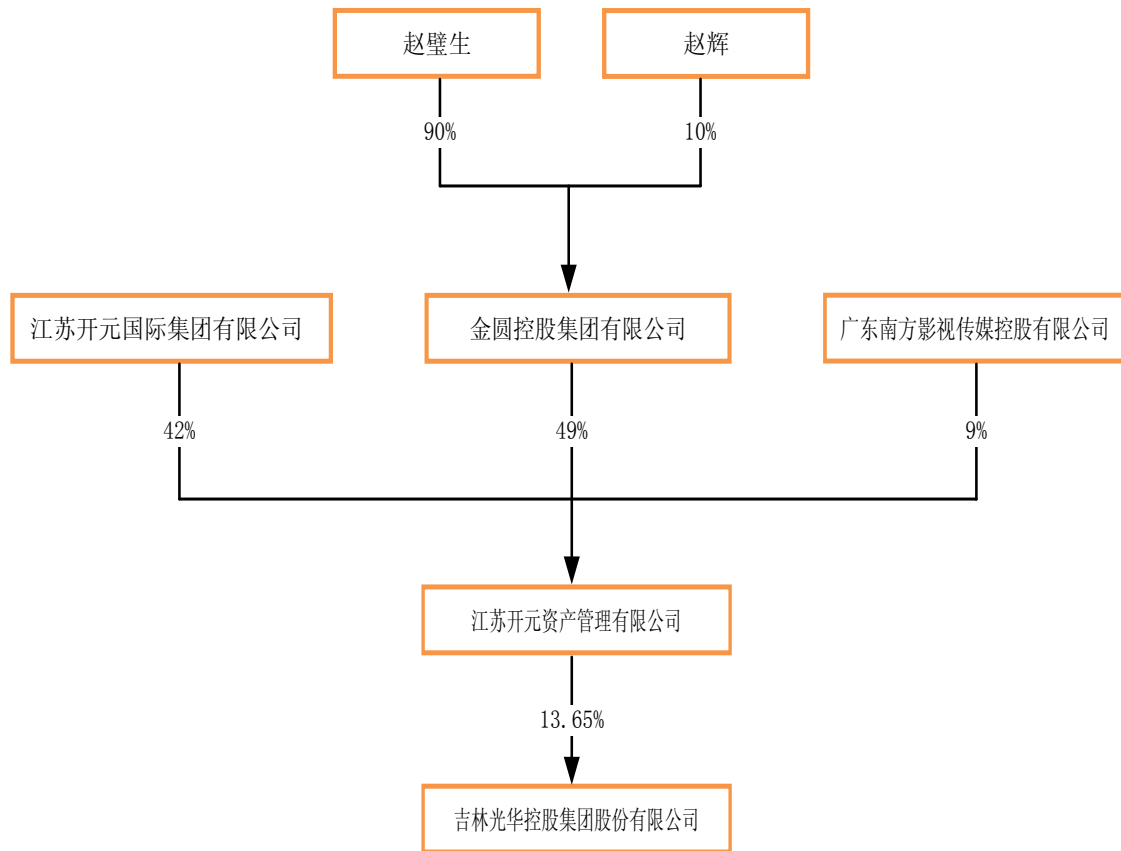 赵璧生
赵辉
90%
10%
江苏开元国际集团有限公司
金圆控股集团有限公司
广东南方影视传媒控股有限公司
42%
49%
9%
江苏开元资产管理有限公司
13.65%
吉林光华控股集团股份有限公司